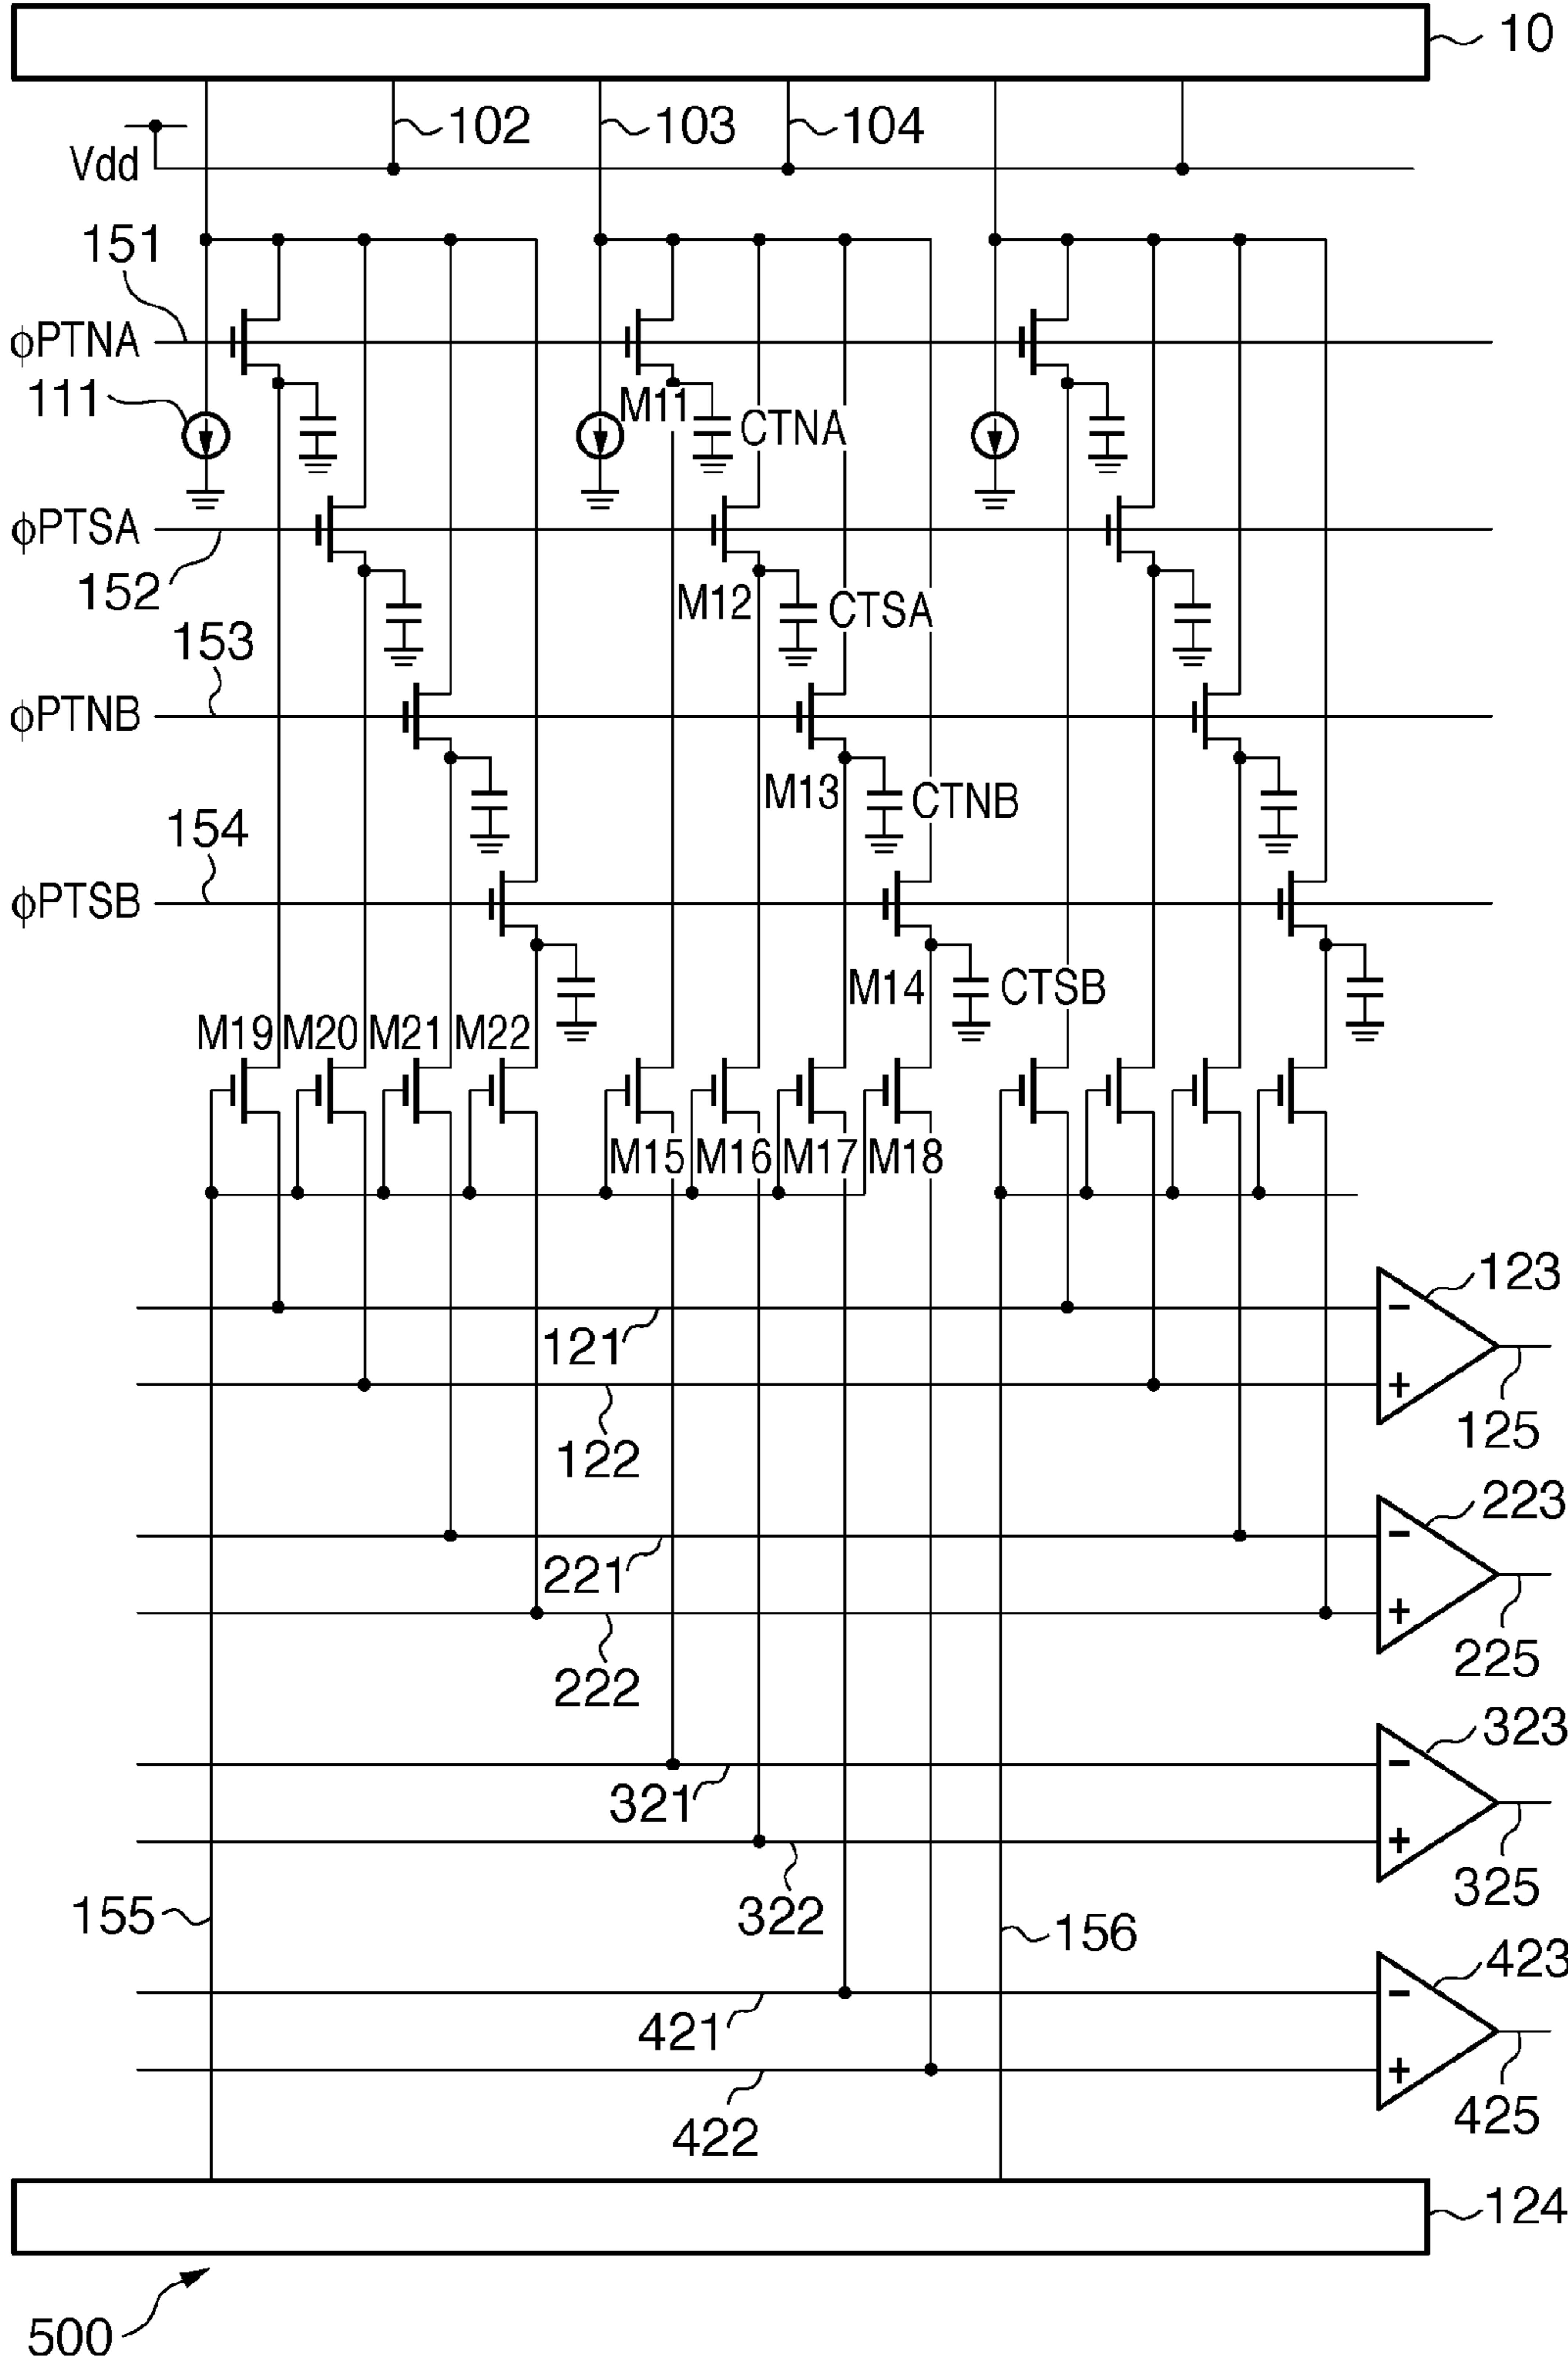 10
102
103
104
Vdd
151
φPTNA
111
M11
CTNA
φPTSA
152
M12
CTSA
153
φPTNB
M13
CTNB
154
φPTSB
M14
CTSB
M19
M20
M21
M22
M15
M16
M17
M18
123
-
121
+
122
125
223
-
221
+
222
225
323
-
321
+
322
325
155
156
423
-
421
+
422
425
124
500